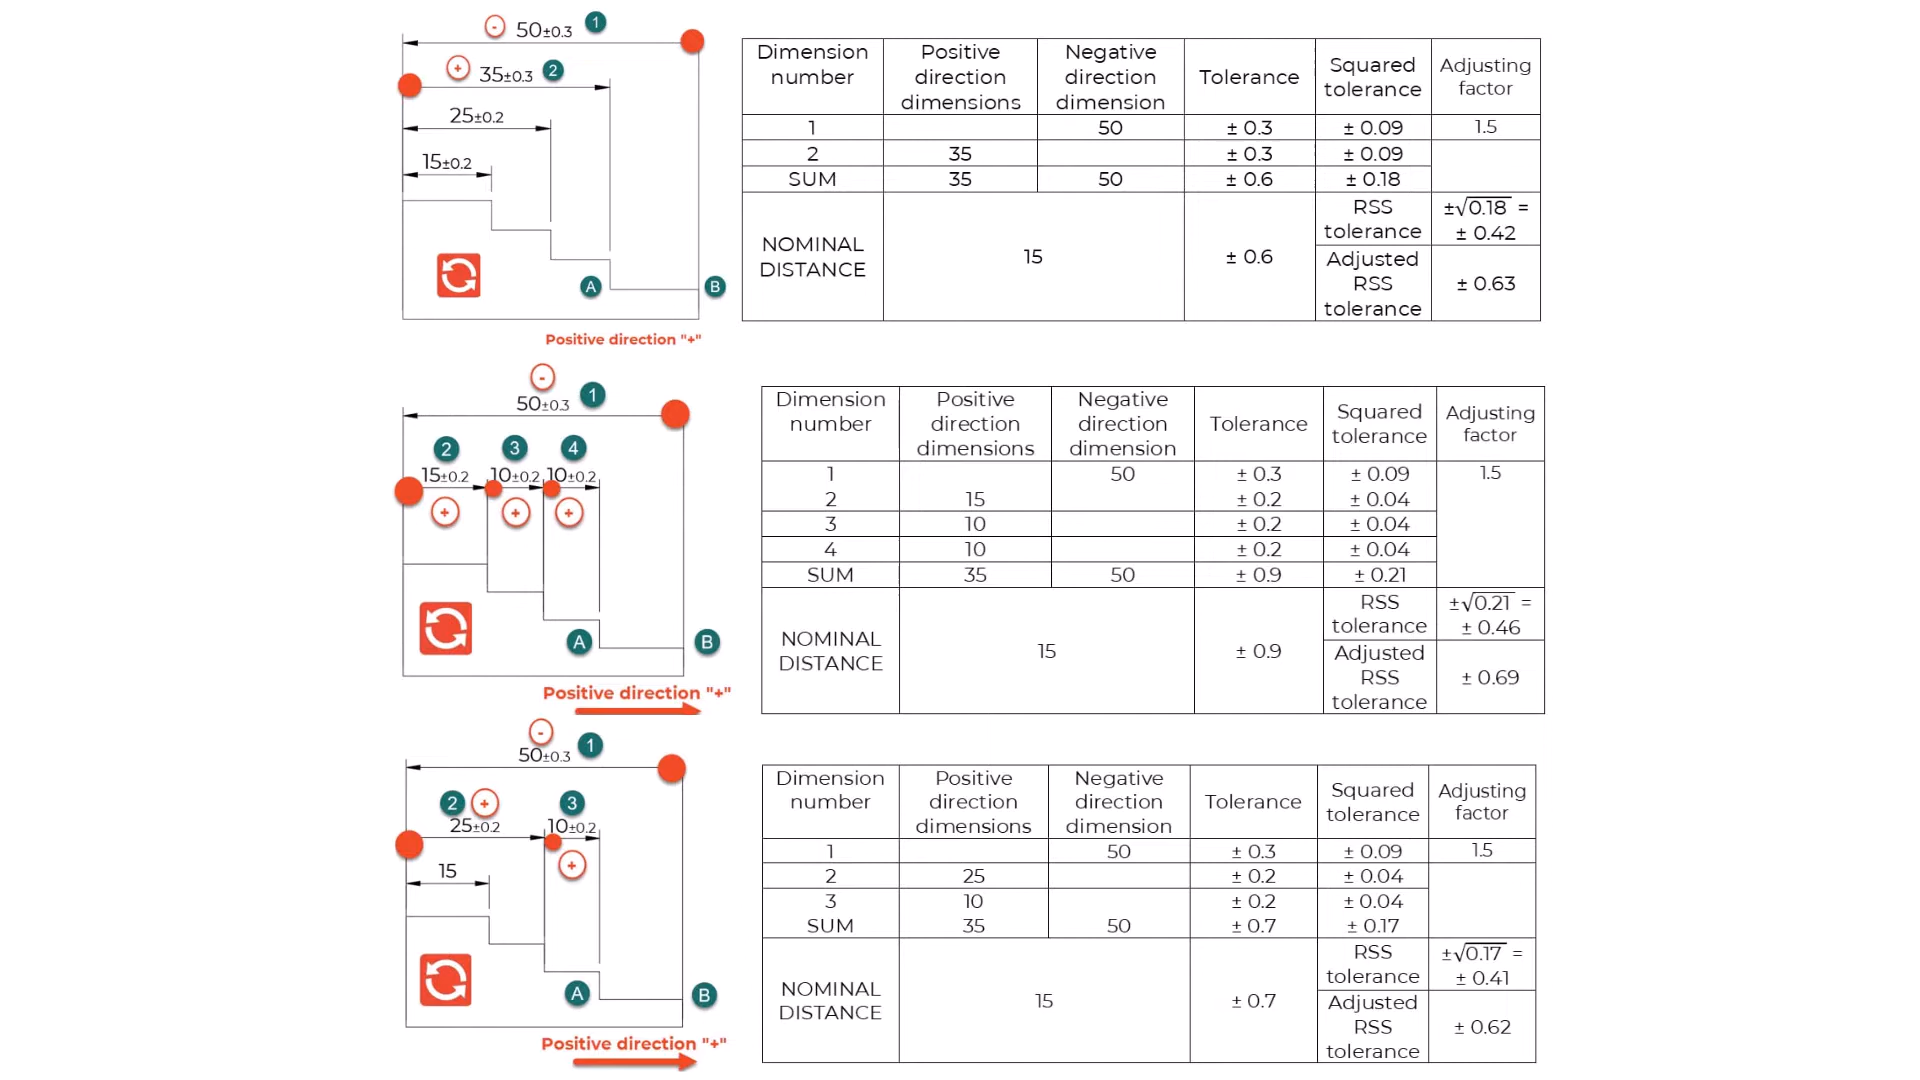 - 50±0.3 1
+ 35±0.3 2
25±0.2
15±0.2
A B
Positive direction "+"
Dimension number Positive direction dimensions Negative direction dimension Tolerance Squared tolerance Adjusting factor
1 50 ± 0.3 ± 0.09 1.5
2 35 ± 0.3 ± 0.09
SUM 35 50 ± 0.6 ± 0.18
NOMINAL DISTANCE 15 ± 0.6
RSS tolerance ±√0.18 = ± 0.42
Adjusted RSS tolerance ± 0.63
-
50±0.3 1
2 3 4
15±0.2 10±0.2 10±0.2
+ + +
A B
Positive direction "+"
Dimension number Positive direction dimensions Negative direction dimension Tolerance Squared tolerance Adjusting factor
1 50 ± 0.3 ± 0.09 1.5
2 15 ± 0.2 ± 0.04
3 10 ± 0.2 ± 0.04
4 10 ± 0.2 ± 0.04
SUM 35 50 ± 0.9 ± 0.21
NOMINAL DISTANCE 15 ± 0.9
RSS tolerance ±√0.21 = ± 0.46
Adjusted RSS tolerance ± 0.69
-
50±0.3 1
2 + 3
25±0.2 10±0.2
+
15
A B
Positive direction "+"
Dimension number Positive direction dimensions Negative direction dimension Tolerance Squared tolerance Adjusting factor
1 50 ± 0.3 ± 0.09 1.5
2 25 ± 0.2 ± 0.04
3 10 ± 0.2 ± 0.04
SUM 35 50 ± 0.7 ± 0.17
NOMINAL DISTANCE 15 ± 0.7
RSS tolerance ±√0.17 = ± 0.41
Adjusted RSS tolerance ± 0.62